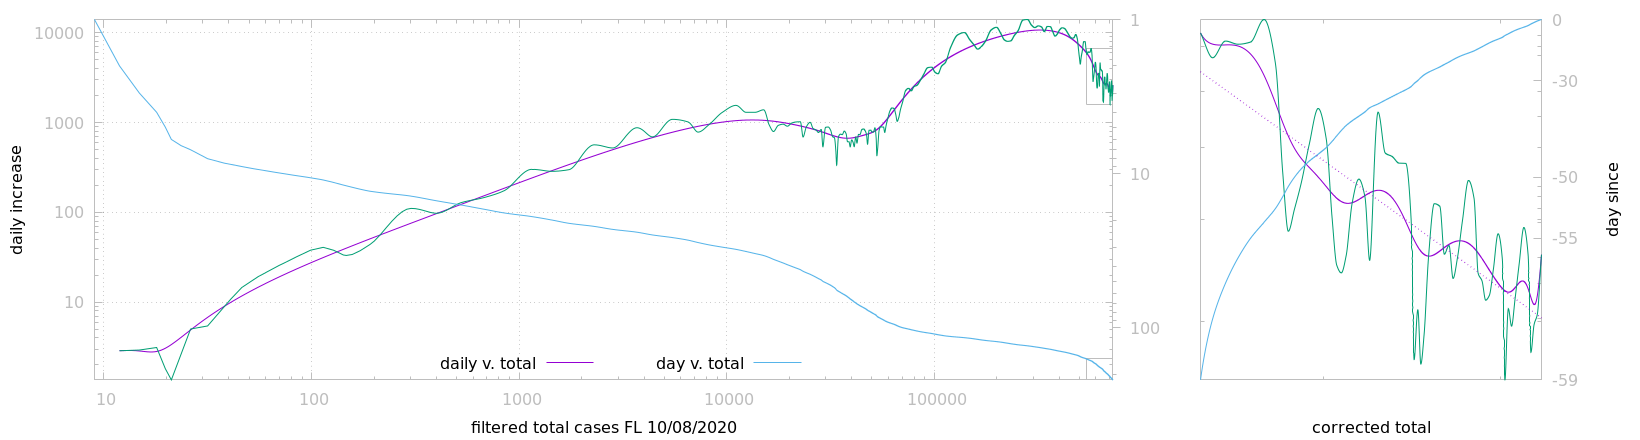 10000
1000
100
10
daily increase
10
100
1000
10000
100000
filtered total cases FL 10/08/2020
daily v. total
day v. total
1
10
100
0
-30
-50
-55
-59
day since
corrected total